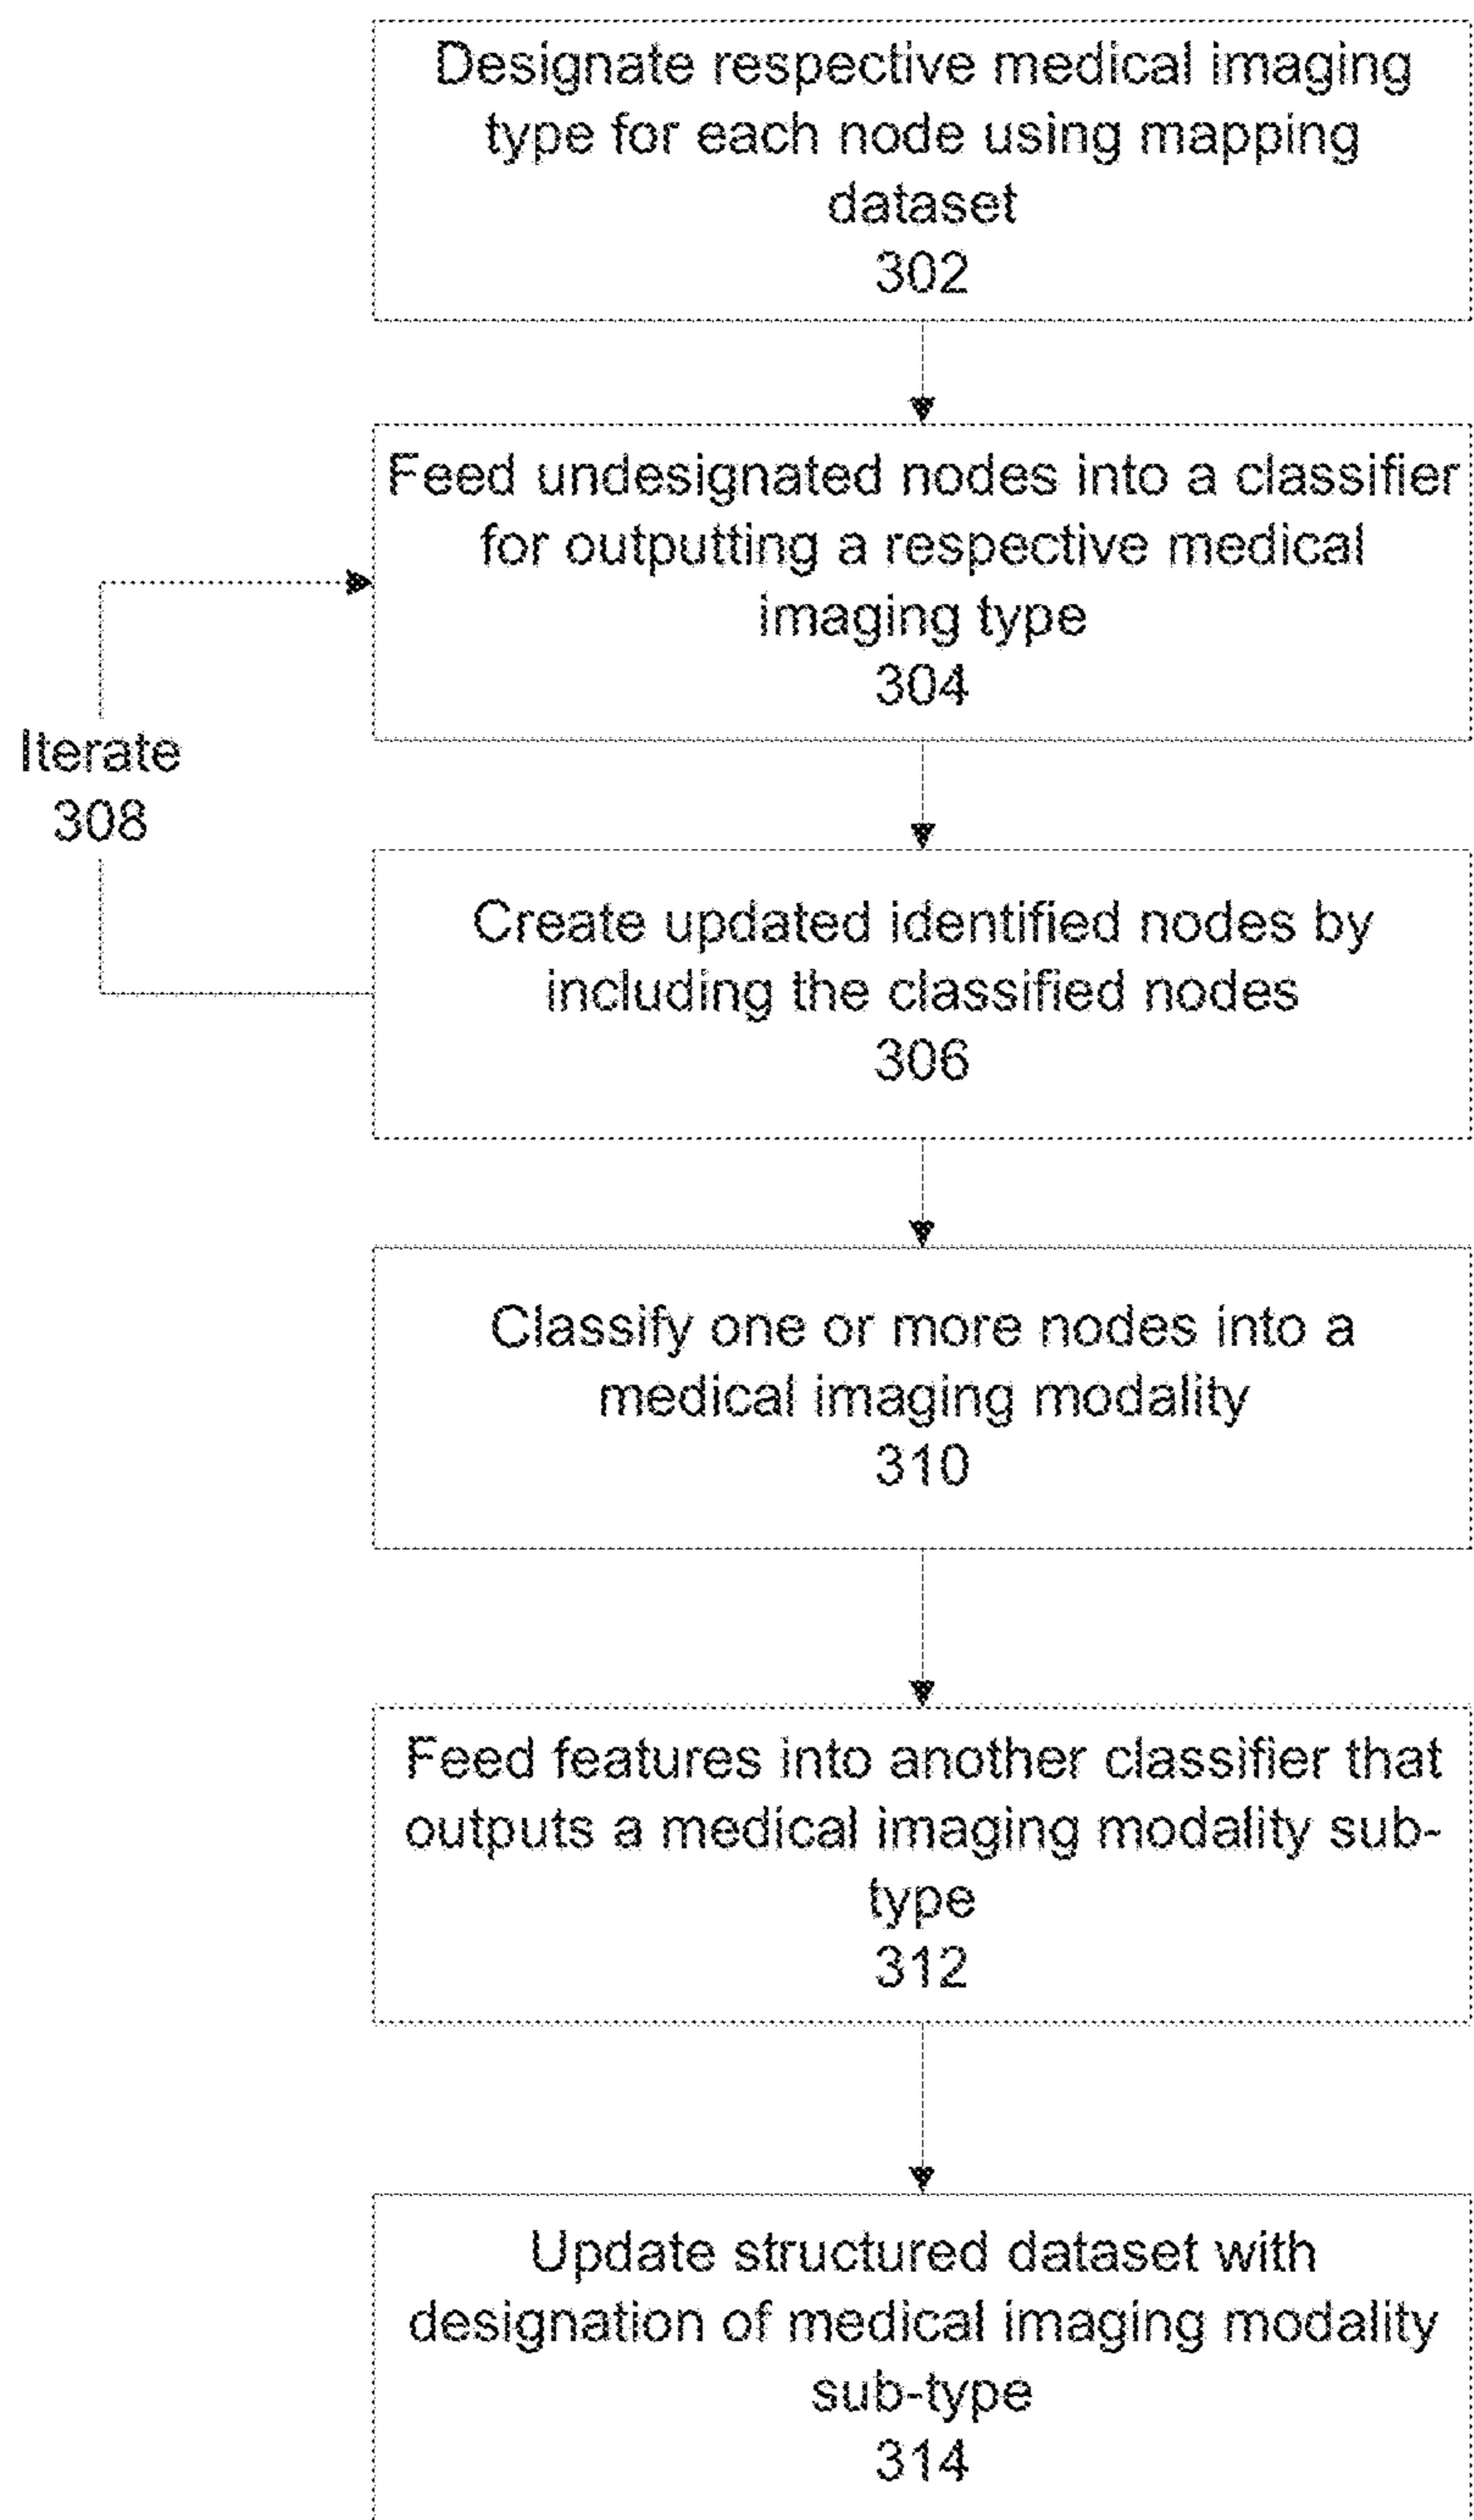 Designate respective medical imaging
type for each node using mapping
dataset
302
Feed undesignated nodes into a classifier
for outputting a respective medical
imaging type
304
Iterate
308
Create updated identified nodes by
including the classified nodes
306
Classify one or more nodes into a
medical imaging modality
310
Feed features into another classifier that
outputs a medical imaging modality sub-
type
312
Update structured dataset with
designation of medical imaging modality
sub-type
314